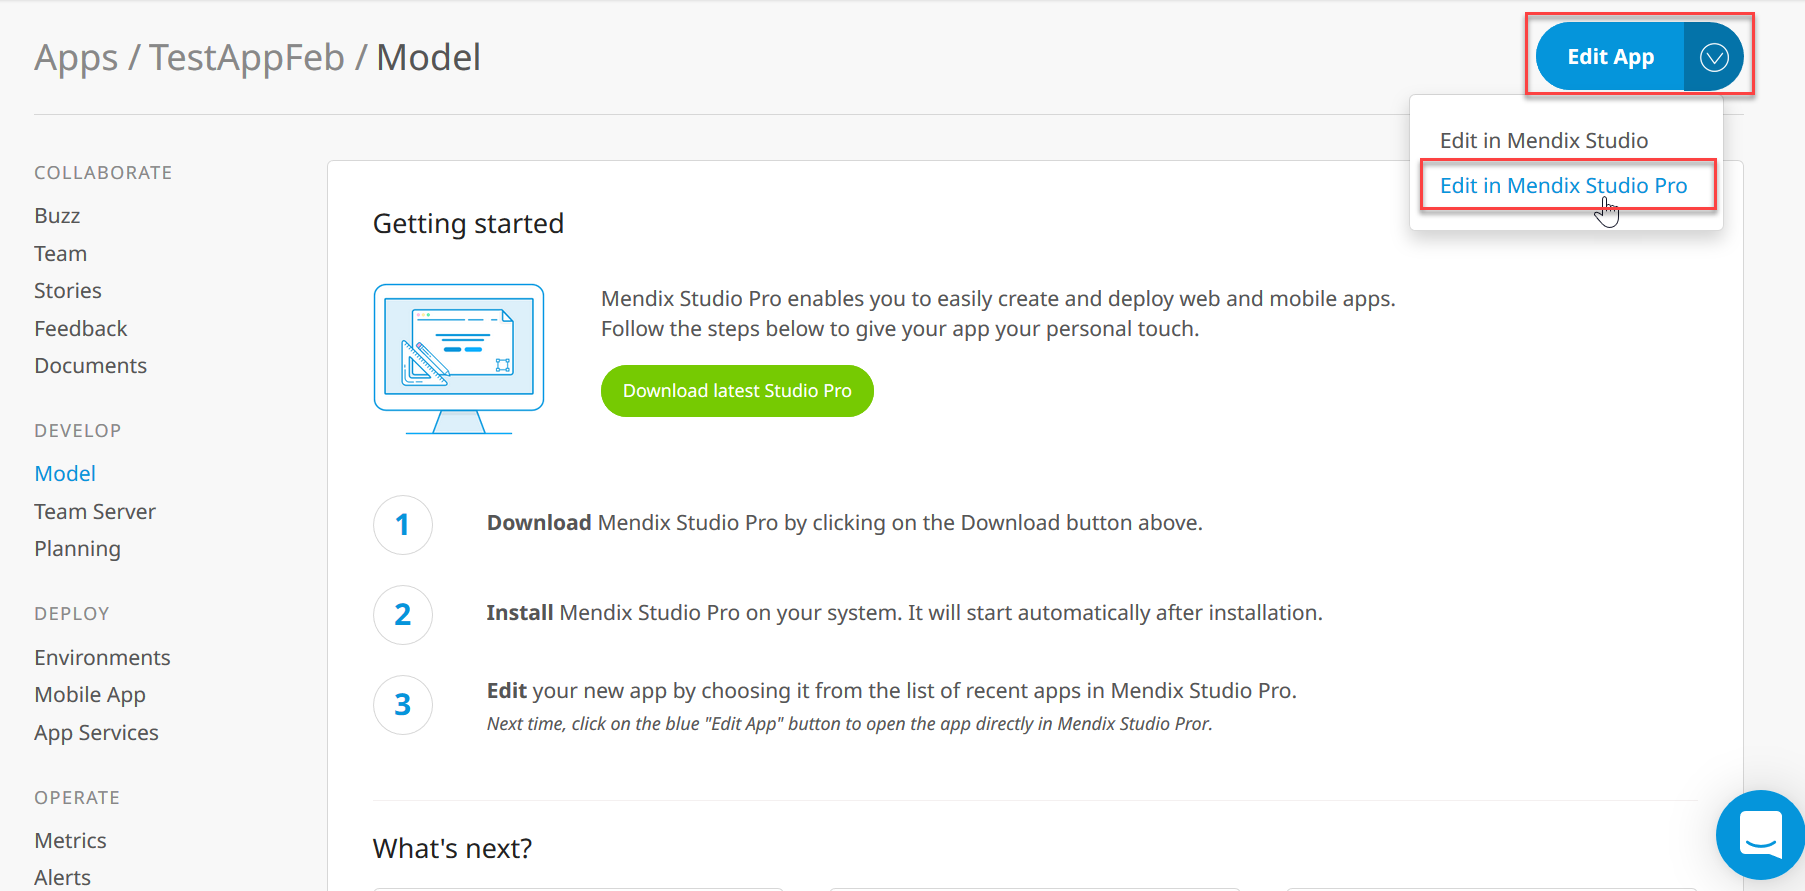 Apps / TestAppFeb / Model
Edit App
Edit in Mendix Studio
Edit in Mendix Studio Pro
COLLABORATE
Buzz
Team
Stories
Feedback
Documents
DEVELOP
Model
Team Server
Planning
DEPLOY
Environments
Mobile App
App Services
OPERATE
Metrics
Alerts
Getting started
Mendix Studio Pro enables you to easily create and deploy web and mobile apps.
Follow the steps below to give your app your personal touch.
Download latest Studio Pro
1 Download Mendix Studio Pro by clicking on the Download button above.
2 Install Mendix Studio Pro on your system. It will start automatically after installation.
3 Edit your new app by choosing it from the list of recent apps in Mendix Studio Pro.
Next time, click on the blue "Edit App" button to open the app directly in Mendix Studio Pror.
What's next?